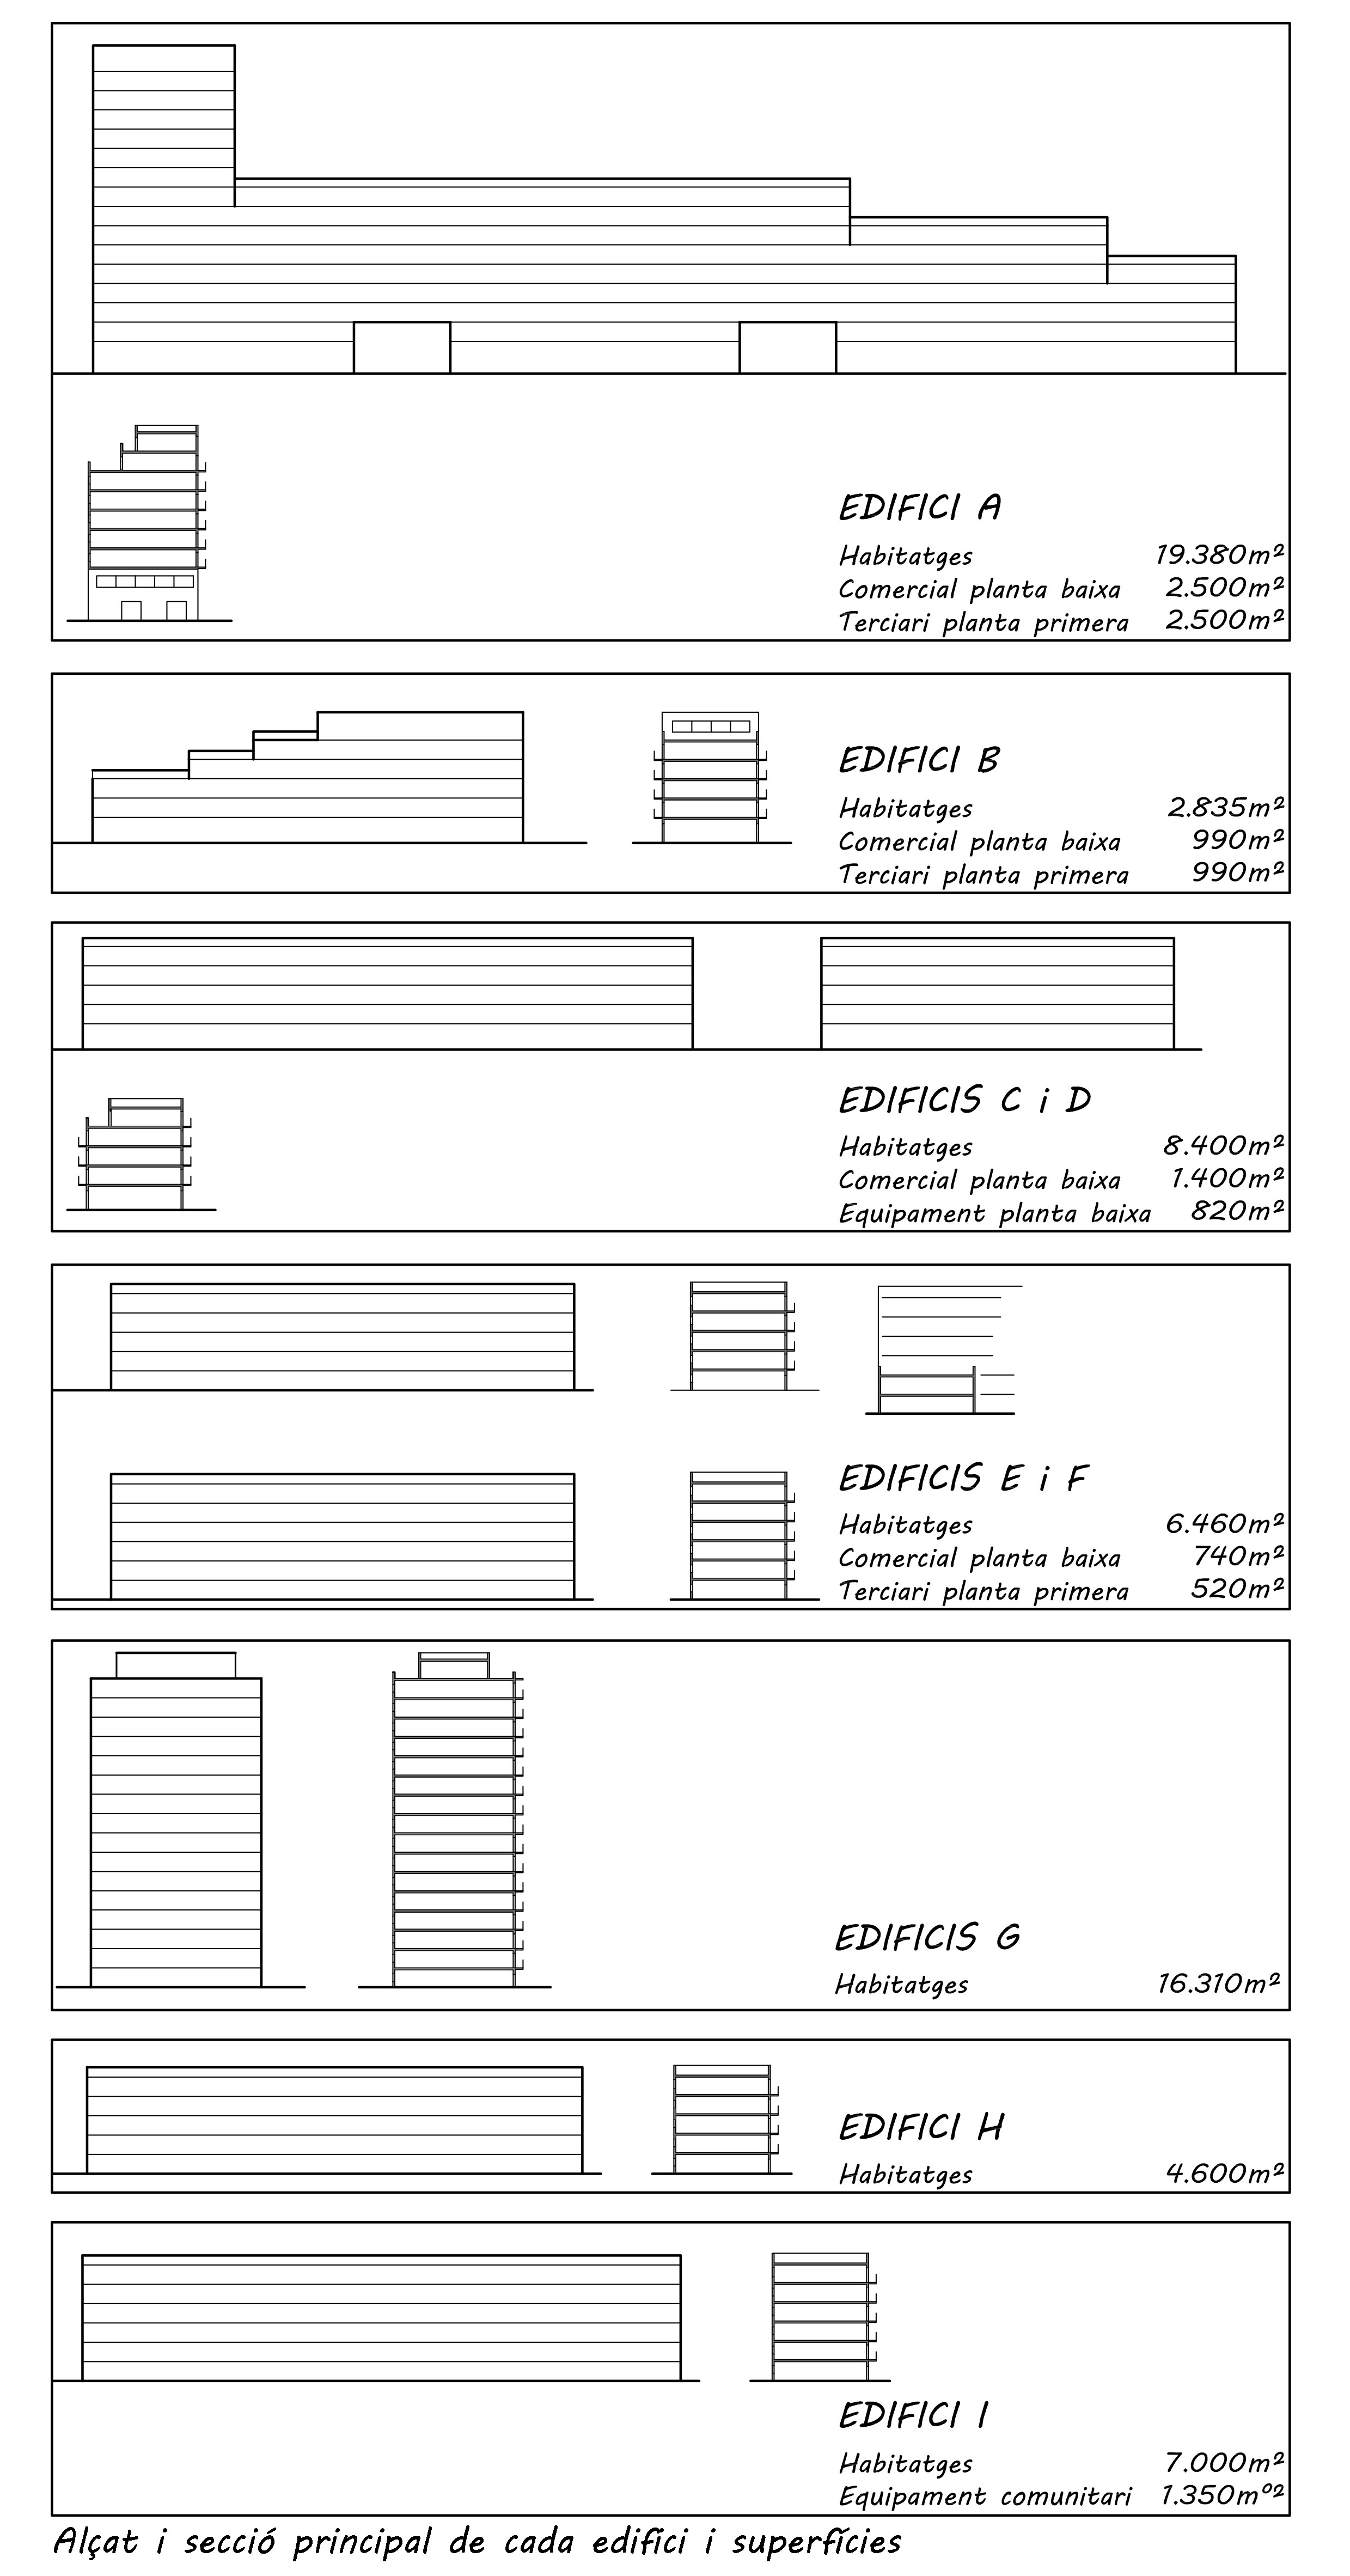 EDIFICI A
Habitatges 19.380m²
Comercial planta baixa 2.500m²
Terciari planta primera 2.500m²
EDIFICI B
Habitatges 2.835m²
Comercial planta baixa 990m²
Terciari planta primera 990m²
EDIFICIS C i D
Habitatges 8.400m²
Comercial planta baixa 1.400m²
Equipament planta baixa 820m²
EDIFICIS E i F
Habitatges 6.460m²
Comercial planta baixa 740m²
Terciari planta primera 520m²
EDIFICIS G
Habitatges 16.310m²
EDIFICI H
Habitatges 4.600m²
EDIFICI I
Habitatges 7.000m²
Equipament comunitari 1.350mº²
Alçat i secció principal de cada edifici i superfícies